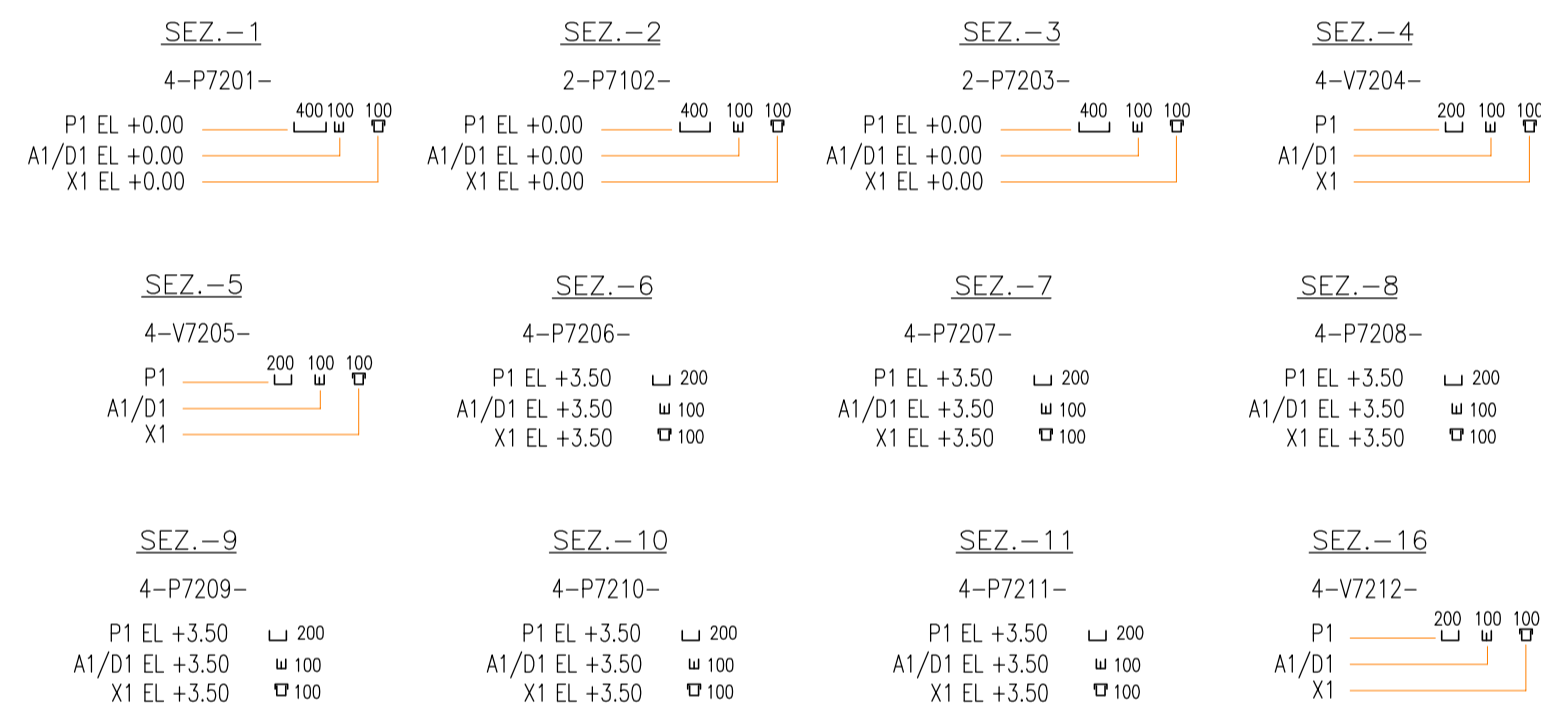 SEZ.-1
4-P7201-
400 100 100
P1 EL +0.00
A1/D1 EL +0.00
X1 EL +0.00
SEZ.-2
2-P7102-
400 100 100
P1 EL +0.00
A1/D1 EL +0.00
X1 EL +0.00
SEZ.-3
2-P7203-
400 100 100
P1 EL +0.00
A1/D1 EL +0.00
X1 EL +0.00
SEZ.-4
4-V7204-
200 100 100
P1
A1/D1
X1
SEZ.-5
4-V7205-
200 100 100
P1
A1/D1
X1
SEZ.-6
4-P7206-
P1 EL +3.50 200
A1/D1 EL +3.50 100
X1 EL +3.50 100
SEZ.-7
4-P7207-
P1 EL +3.50 200
A1/D1 EL +3.50 100
X1 EL +3.50 100
SEZ.-8
4-P7208-
P1 EL +3.50 200
A1/D1 EL +3.50 100
X1 EL +3.50 100
SEZ.-9
4-P7209-
P1 EL +3.50 200
A1/D1 EL +3.50 100
X1 EL +3.50 100
SEZ.-10
4-P7210-
P1 EL +3.50 200
A1/D1 EL +3.50 100
X1 EL +3.50 100
SEZ.-11
4-P7211-
P1 EL +3.50 200
A1/D1 EL +3.50 100
X1 EL +3.50 100
SEZ.-16
4-V7212-
200 100 100
P1
A1/D1
X1